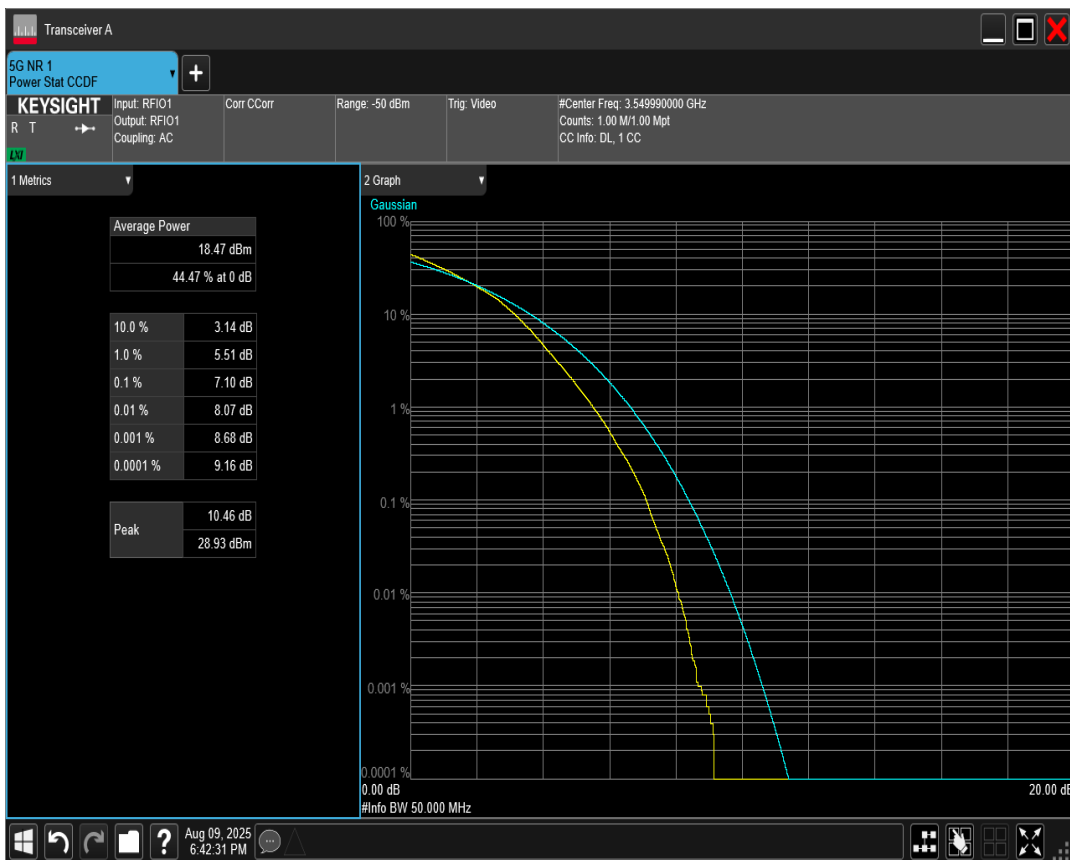 Transceiver A
5G NR 1
Power Stat CCDF
+
KEYSIGHT
R T
LXI
Input: RFIO1
Output: RFIO1
Coupling: AC
Corr CCorr
Range: -50 dBm
Trig: Video
#Center Freq: 3.549990000 GHz
Counts: 1.00 M/1.00 Mpt
CC Info: DL, 1 CC
1 Metrics
Average Power
18.47 dBm
44.47 % at 0 dB
10.0 % 3.14 dB
1.0 % 5.51 dB
0.1 % 7.10 dB
0.01 % 8.07 dB
0.001 % 8.68 dB
0.0001 % 9.16 dB
Peak
10.46 dB
28.93 dBm
2 Graph
Gaussian
100 %
10 %
1 %
0.1 %
0.01 %
0.001 %
0.0001 %
0.00 dB 20.00 dB
#Info BW 50.000 MHz
?
Aug 09, 2025
6:42:31 PM